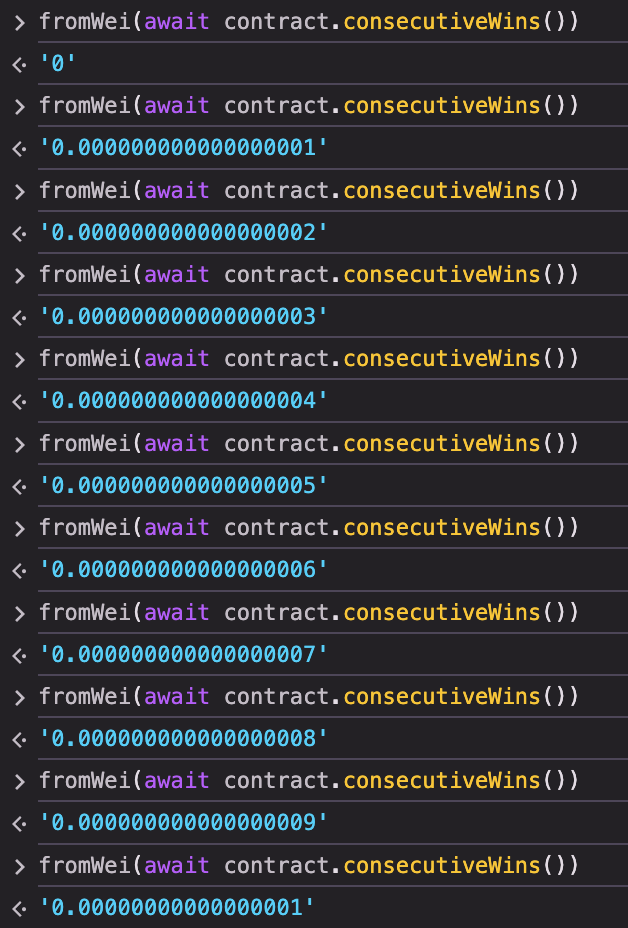 > fromWei(await contract.consecutiveWins())
<· '0'
> fromWei(await contract.consecutiveWins())
<· '0.000000000000000001'
> fromWei(await contract.consecutiveWins())
<· '0.000000000000000002'
> fromWei(await contract.consecutiveWins())
<· '0.000000000000000003'
> fromWei(await contract.consecutiveWins())
<· '0.000000000000000004'
> fromWei(await contract.consecutiveWins())
<· '0.000000000000000005'
> fromWei(await contract.consecutiveWins())
<· '0.000000000000000006'
> fromWei(await contract.consecutiveWins())
<· '0.000000000000000007'
> fromWei(await contract.consecutiveWins())
<· '0.000000000000000008'
> fromWei(await contract.consecutiveWins())
<· '0.000000000000000009'
> fromWei(await contract.consecutiveWins())
<· '0.00000000000000001'